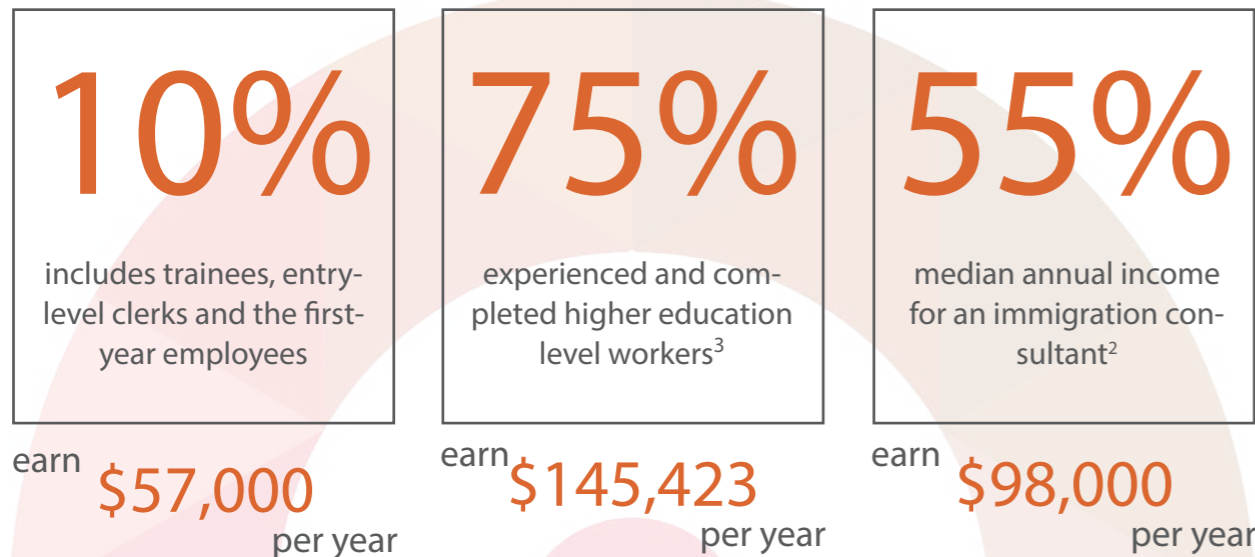 10%
includes trainees, entry-
level clerks and the first-
year employees
earn $57,000
per year
75%
experienced and com-
pleted higher education
level workers³
earn $145,423
per year
55%
median annual income
for an immigration con-
sultant²
earn $98,000
per year